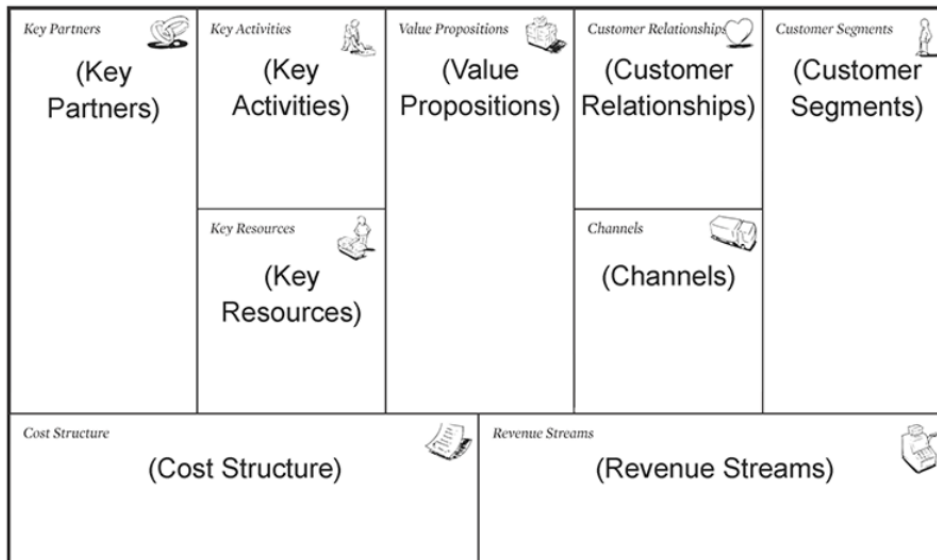 Key Partners
(Key
Partners)
Key Activities
(Key
Activities)
Key Resources
(Key
Resources)
Value Propositions
(Value
Propositions)
Customer Relationships
(Customer
Relationships)
Channels
(Channels)
Customer Segments
(Customer
Segments)
Cost Structure
(Cost Structure)
Revenue Streams
(Revenue Streams)